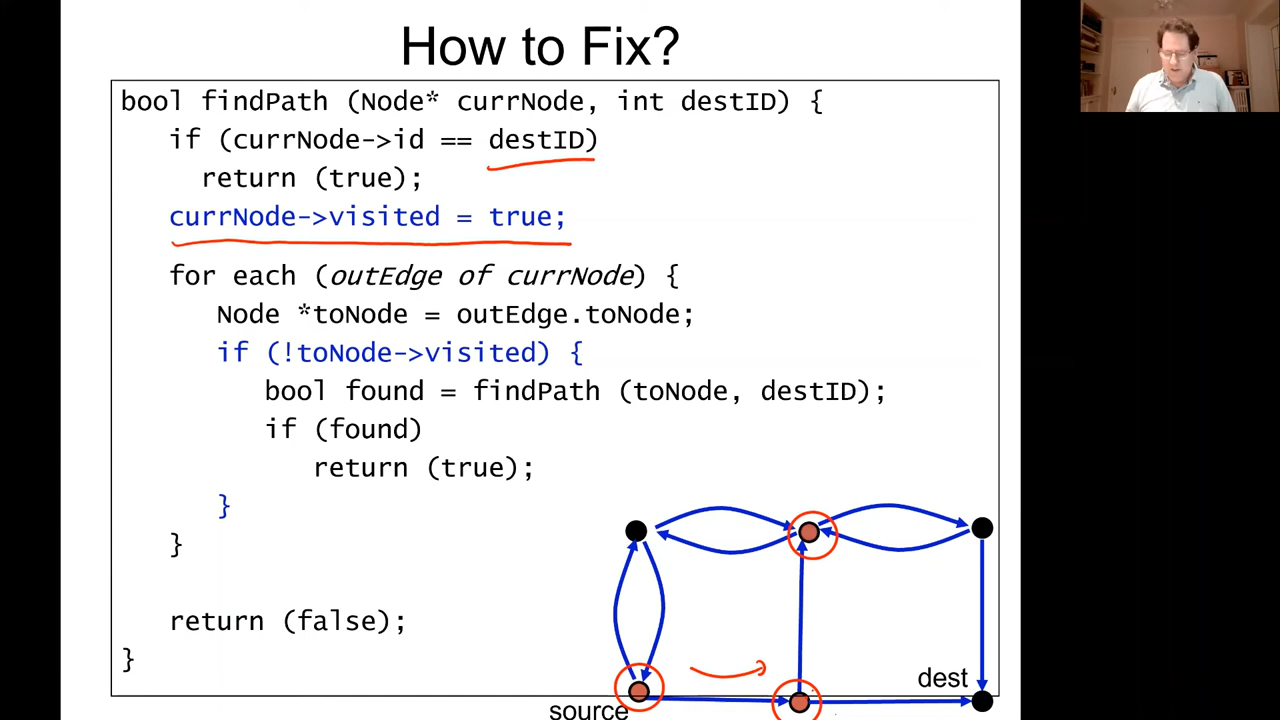 How to Fix?
bool findPath (Node* currNode, int destID) {
if (currNode->id == destID)
return (true);
currNode->visited = true;
for each (outEdge of currNode) {
Node *toNode = outEdge.toNode;
if (!toNode->visited) {
bool found = findPath (toNode, destID);
if (found)
return (true);
}
}
return (false);
}
dest
source